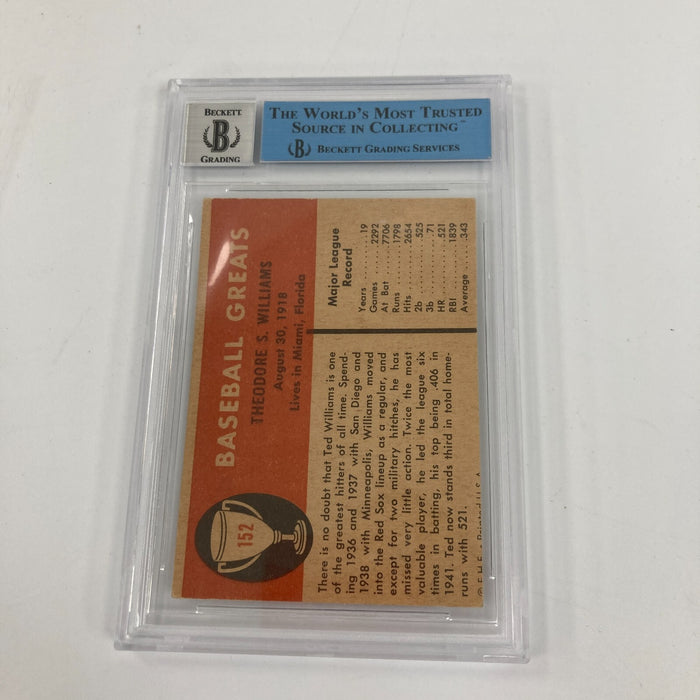 BECKETT
B
GRADING
THE WORLD'S MOST TRUSTED
SOURCE IN COLLECTING™
B BECKETT GRADING SERVICES
152
BASEBALL GREATS
THEODORE S. WILLIAMS
August 30, 1918
Lives in Miami, Florida
There is no doubt that Ted Williams is one
of the greatest hitters of all time. Spend-
ing 1936 and 1937 with San Diego and
1938 with Minneapolis, Williams moved
into the Red Sox lineup as a regular, and
except for two military hitches, he has
missed very little action. Twice the most
valuable player, he led the league six
times in batting, his top being .406 in
1941. Ted now stands third in total home-
runs with 521.
Major League
Record
Years . . 19
Games . . . . . 2292
At Bat . . . . . 7706
Runs . . . . . . 1798
Hits . . . . . . . 2654
2b . . . . . . . . .525
3b . . . . . . . . . .71
HR . . . . . . . . .521
RBI . . . . . . . 1839
Average . . . .343
© F.H.F. • Printed U.S.A.